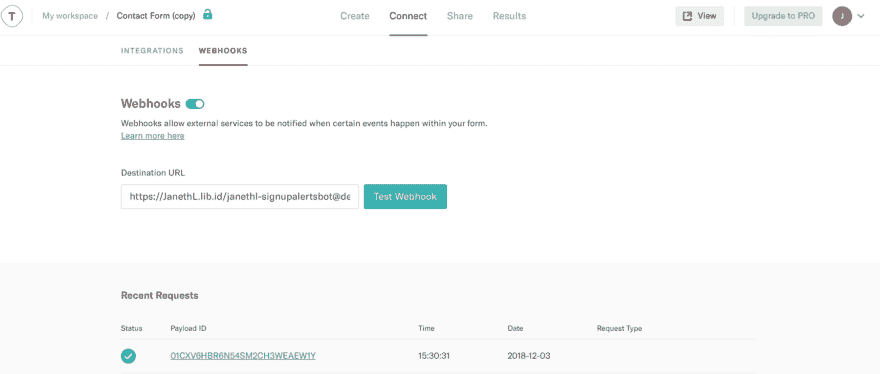 T My workspace / Contact Form (copy) Create Connect Share Results View Upgrade to PRO J
INTEGRATIONS WEBHOOKS
Webhooks
Webhooks allow external services to be notified when certain events happen within your form.
Learn more here
Destination URL
https://JanethL.lib.id/janethl-signupalertsbot@de Test Webhook
Recent Requests
Status Payload ID Time Date Request Type
01CXV6HBR6N54SM2CH3WEAEW1Y 15:30:31 2018-12-03